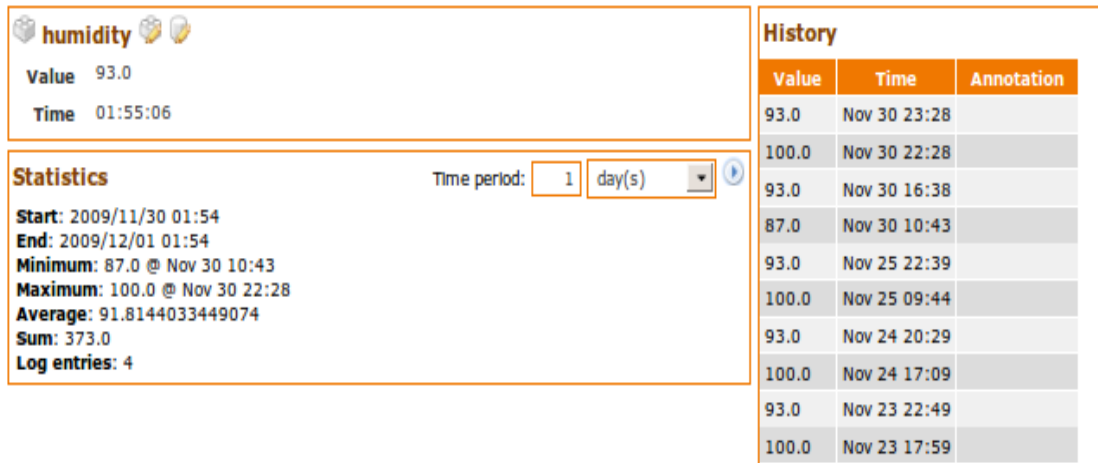 humidity
Value 93.0
Time 01:55:06
Statistics
Time period: 1 day(s)
Start: 2009/11/30 01:54
End: 2009/12/01 01:54
Minimum: 87.0 @ Nov 30 10:43
Maximum: 100.0 @ Nov 30 22:28
Average: 91.8144033449074
Sum: 373.0
Log entries: 4
History
Value Time Annotation
93.0 Nov 30 23:28
100.0 Nov 30 22:28
93.0 Nov 30 16:38
87.0 Nov 30 10:43
93.0 Nov 25 22:39
100.0 Nov 25 09:44
93.0 Nov 24 20:29
100.0 Nov 24 17:09
93.0 Nov 23 22:49
100.0 Nov 23 17:59